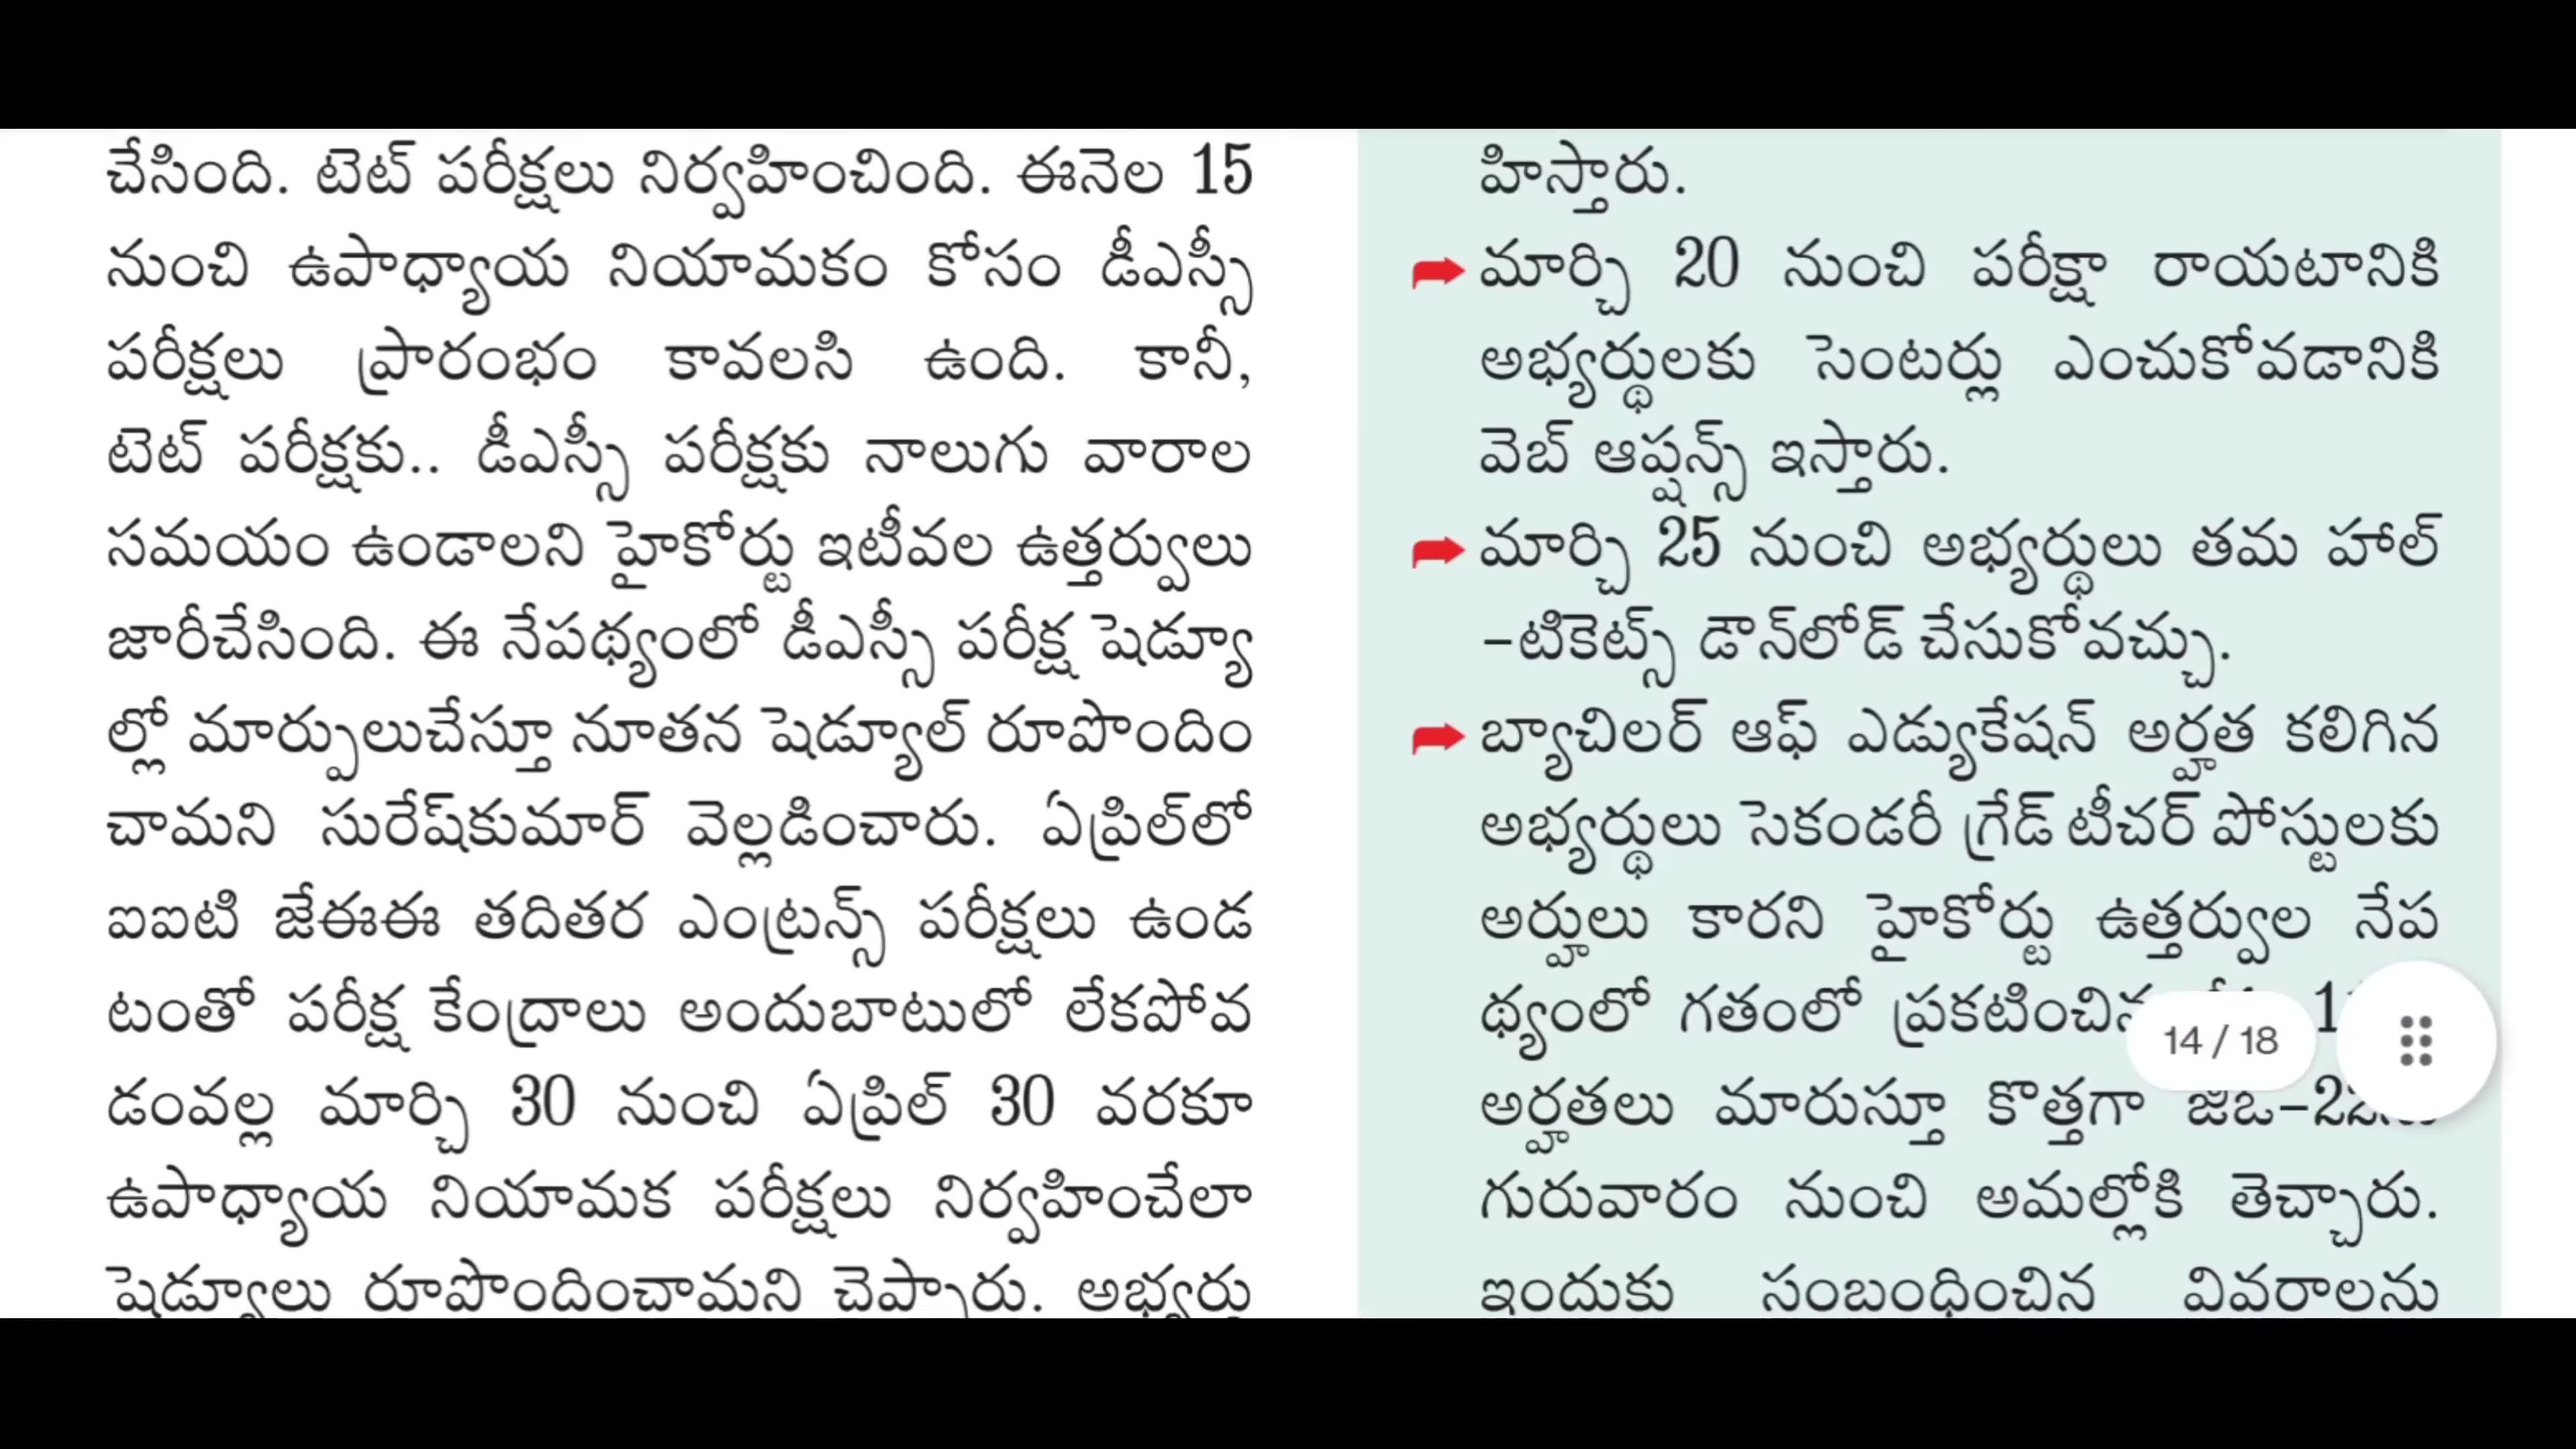 చేసింది. టెట్ పరీక్షలు నిర్వహించింది. ఈనెల 15
నుంచి ఉపాధ్యాయ నియామకం కోసం డీఎస్సీ
పరీక్షలు ప్రారంభం కావలసి ఉంది. కానీ,
టెట్ పరీక్షకు.. డీఎస్సీ పరీక్షకు నాలుగు వారాల
సమయం ఉండాలని హైకోర్టు ఇటీవల ఉత్తర్వులు
జారీచేసింది. ఈ నేపథ్యంలో డీఎస్సీ పరీక్ష షెడ్యూ
ల్లో మార్పులుచేస్తూ నూతన షెడ్యూల్ రూపొందిం
చామని సురేష్‌కుమార్ వెల్లడించారు. ఏప్రిల్‌లో
ఐఐటి జేఈఈ తదితర ఎంట్రన్స్ పరీక్షలు ఉండ
టంతో పరీక్ష కేంద్రాలు అందుబాటులో లేకపోవ
డంవల్ల మార్చి 30 నుంచి ఏప్రిల్ 30 వరకూ
ఉపాధ్యాయ నియామక పరీక్షలు నిర్వహించేలా
షెడ్యూలు రూపొందించామని చెప్పారు. అభ్యర్థు
హిస్తారు.
మార్చి 20 నుంచి పరీక్షా రాయటానికి
అభ్యర్థులకు సెంటర్లు ఎంచుకోవడానికి
వెబ్ ఆప్షన్స్ ఇస్తారు.
మార్చి 25 నుంచి అభ్యర్థులు తమ హాల్
-టికెట్స్ డౌన్‌లోడ్ చేసుకోవచ్చు.
బ్యాచిలర్ ఆఫ్ ఎడ్యుకేషన్ అర్హత కలిగిన
అభ్యర్థులు సెకండరీ గ్రేడ్ టీచర్ పోస్టులకు
అర్హులు కారని హైకోర్టు ఉత్తర్వుల నేప
థ్యంలో గతంలో ప్రకటించిన
అర్హతలు మారుస్తూ కొత్తగా
గురువారం నుంచి అమల్లోకి తెచ్చారు.
ఇందుకు సంబంధించిన వివరాలను
14 / 18